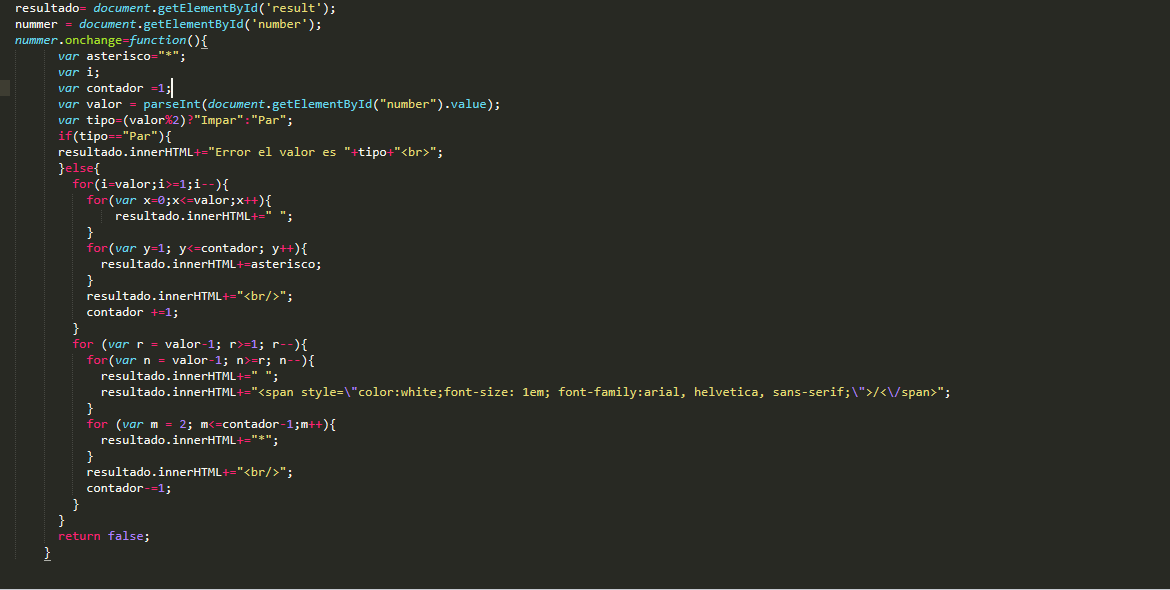 resultado= document.getElementById('result');
nummer = document.getElementById('number');
nummer.onchange=function(){
var asterisco="*";
var i;
var contador =1;
var valor = parseInt(document.getElementById("number").value);
var tipo=(valor%2)?"Impar":"Par";
if(tipo=="Par"){
resultado.innerHTML+="Error el valor es "+tipo+"<br>";
}else{
for(i=valor;i>=1;i--){
for(var x=0;x<=valor;x++){
resultado.innerHTML+=" ";
}
for(var y=1; y<=contador; y++){
resultado.innerHTML+=asterisco;
}
resultado.innerHTML+="<br/>";
contador +=1;
}
for (var r = valor-1; r>=1; r--){
for(var n = valor-1; n>=r; n--){
resultado.innerHTML+=" ";
resultado.innerHTML+="<span style=\"color:white;font-size: 1em; font-family:arial, helvetica, sans-serif;\">/<\/span>";
}
for (var m = 2; m<=contador-1;m++){
resultado.innerHTML+="*";
}
resultado.innerHTML+="<br/>";
contador-=1;
}
}
return false;
}